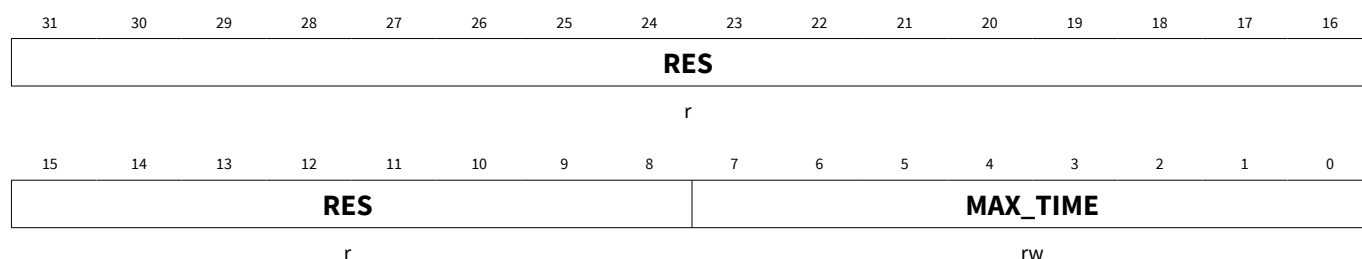 31 30 29 28 27 26 25 24 23 22 21 20 19 18 17 16
RES
r
15 14 13 12 11 10 9 8 7 6 5 4 3 2 1 0
RES MAX_TIME
r rw